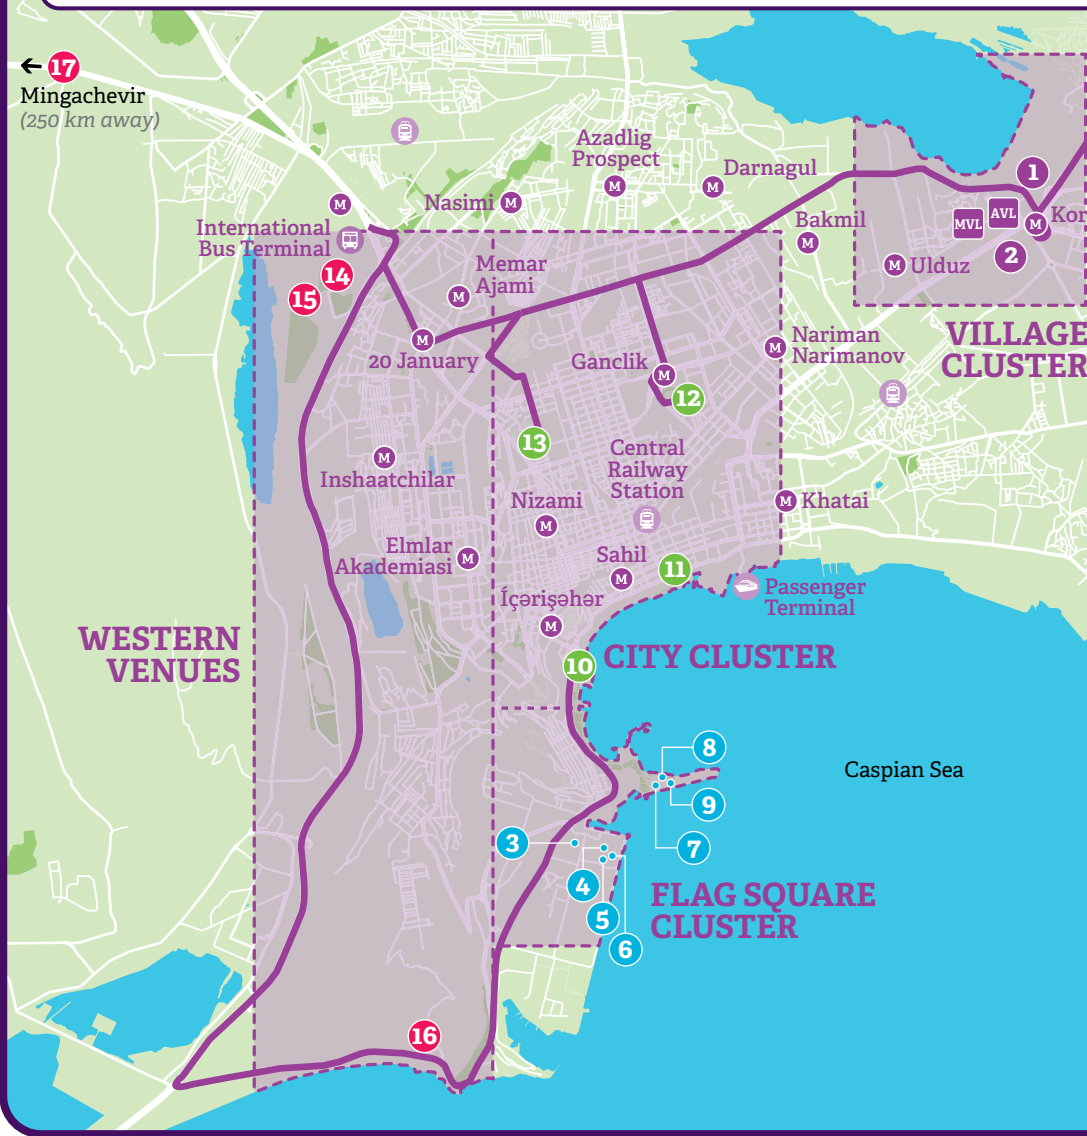 17
Mingachevir
(250 km away)
Azadlig
Prospect
M
Darnagul
M
1
Nasimi
M
M
International
Bus Terminal
Bakmil
M
MVL
AVL
M
Kor
2
Ulduz
M
14
15
Memar
Ajami
M
M
20 January
Ganclik
M
12
Nariman
Narimanov
M
VILLAGE
CLUSTER
13
Central
Railway
Station
M
Inshaatchilar
Nizami
M
Khatai
M
Elmlar
Akademiasi
M
Sahil
M
11
İçərişəhər
M
Passenger
Terminal
WESTERN
VENUES
10
CITY CLUSTER
8
9
7
Caspian Sea
3
4
5
6
FLAG SQUARE
CLUSTER
16